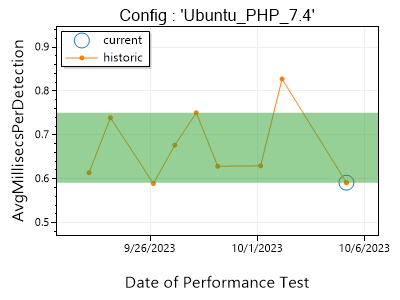 Config : 'Ubuntu_PHP_7.4'
current
historic
AvgMillisecsPerDetection
0.9
0.8
0.7
0.6
0.5
9/26/2023
10/1/2023
10/6/2023
Date of Performance Test